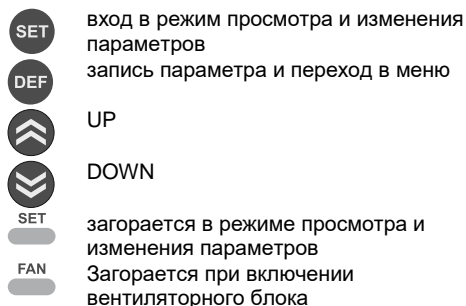 SET
вход в режим просмотра и изменения
параметров
DEF
запись параметра и переход в меню
UP
DOWN
SET
загорается в режиме просмотра и
изменения параметров
FAN
Загорается при включении
вентиляторного блока